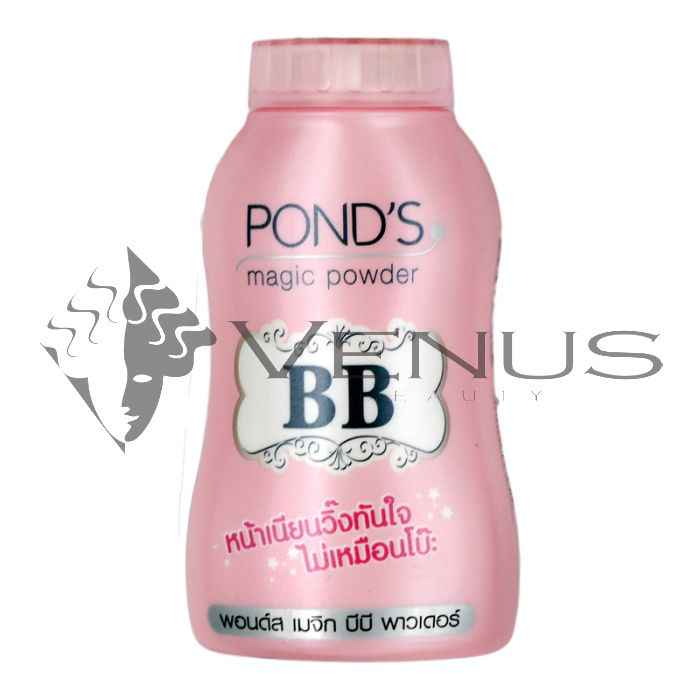 POND'S
magic powder
VENUS
BEAUTY
BB
หน้าเนียนวิ๊งทันใจ
ไม่เหมือนโบ๊ะ
พอนด์ส เมจิก บีบี พาวเดอร์